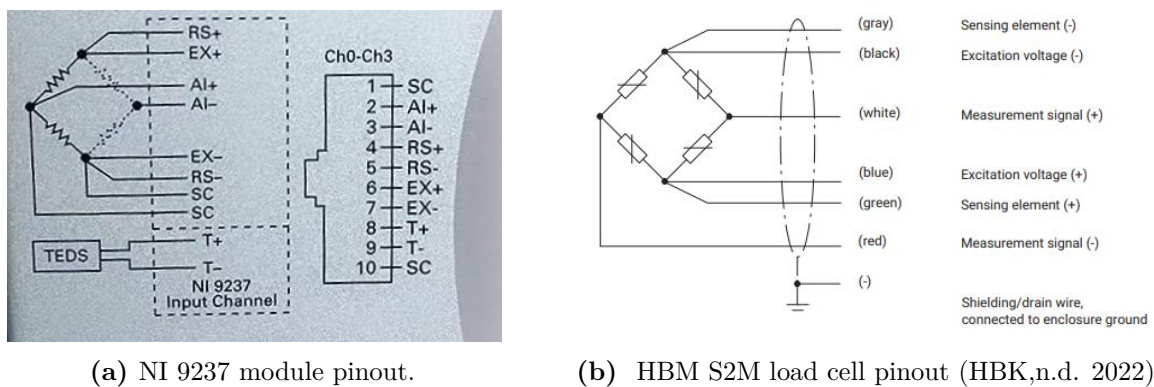 RS+
EX+
AI+
AI–
EX–
RS–
SC
SC
TEDS
T+
T–
NI 9237
Input Channel
Ch0-Ch3
1 SC
2 AI+
3 AI-
4 RS+
5 RS-
6 EX+
7 EX-
8 T+
9 T-
10 SC
(a) NI 9237 module pinout.
(gray) Sensing element (-)
(black) Excitation voltage (-)
(white) Measurement signal (+)
(blue) Excitation voltage (+)
(green) Sensing element (+)
(red) Measurement signal (-)
(-)
Shielding/drain wire,
connected to enclosure ground
(b) HBM S2M load cell pinout (HBK,n.d. 2022)